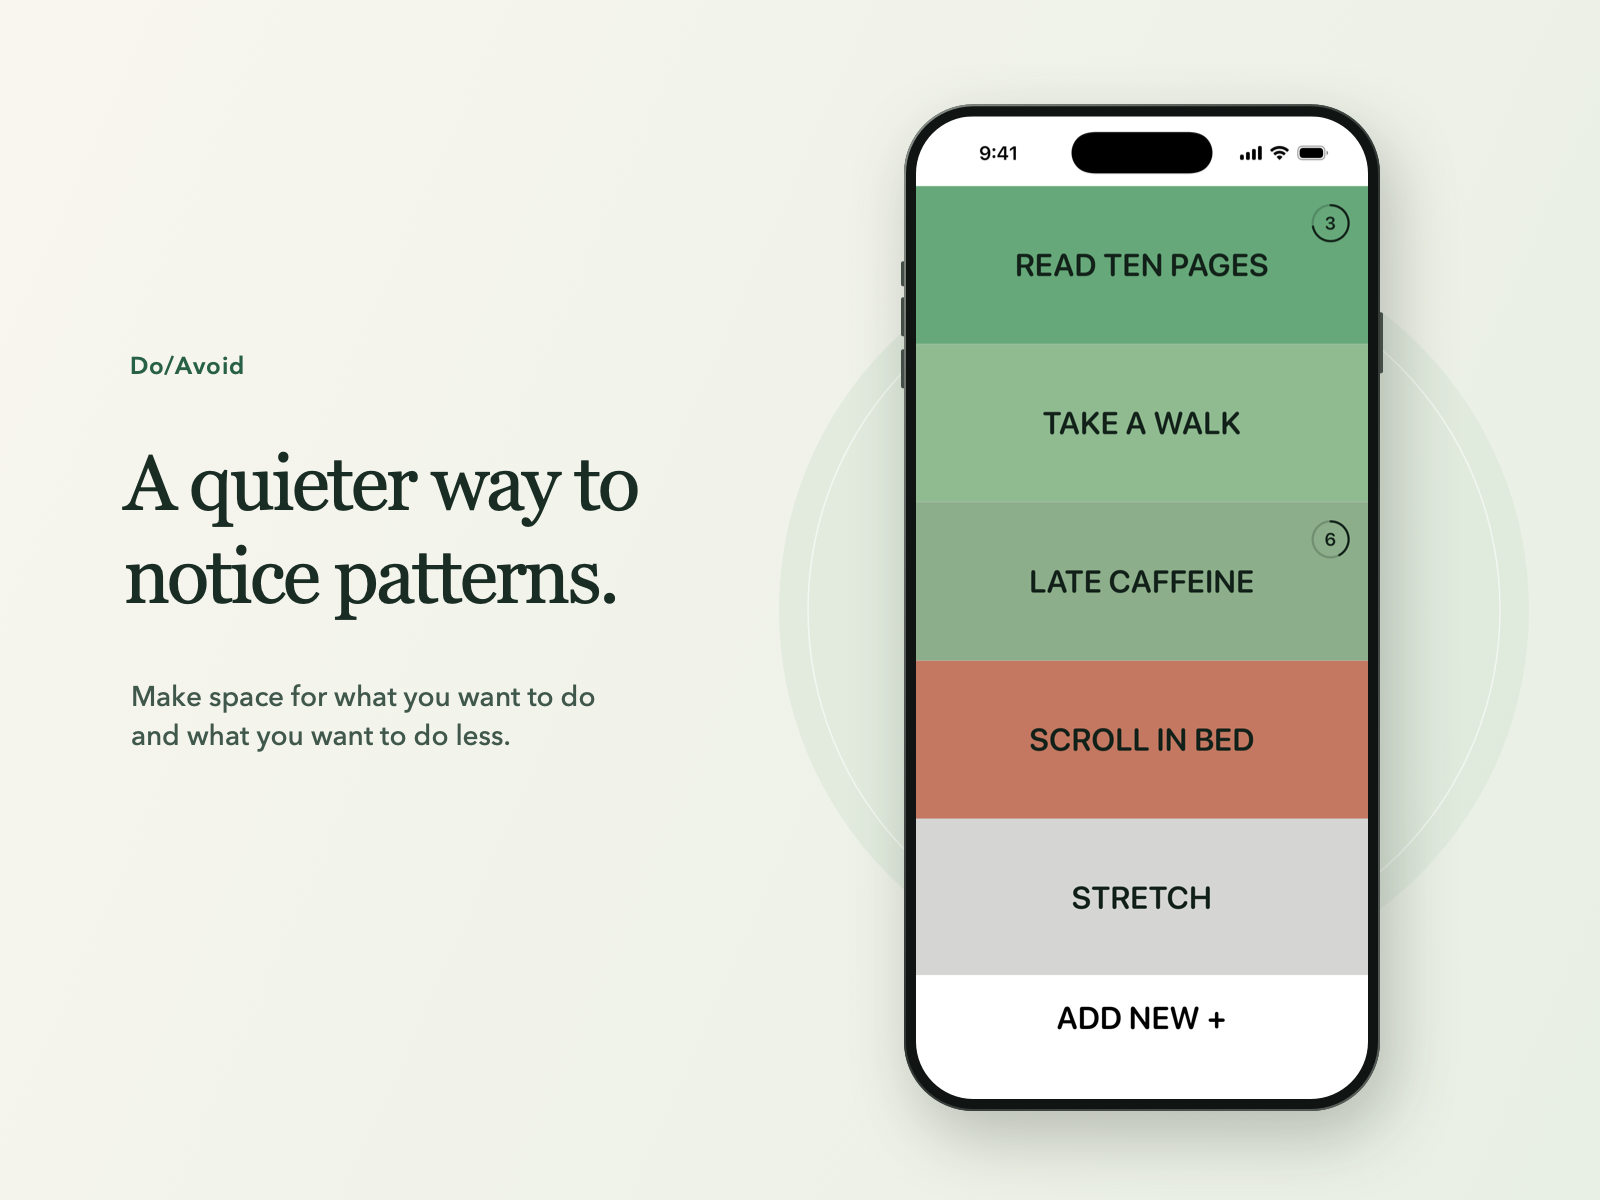 Do/Avoid
A quieter way to
notice patterns.
Make space for what you want to do
and what you want to do less.
9:41
3
READ TEN PAGES
TAKE A WALK
6
LATE CAFFEINE
SCROLL IN BED
STRETCH
ADD NEW +